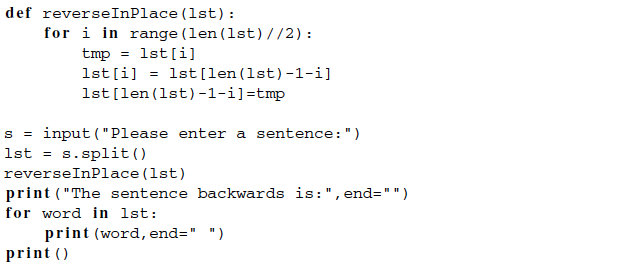 def reverseInPlace(lst):
    for i in range(len(lst)//2):
        tmp = lst[i]
        lst[i] = lst[len(lst)-1-i]
        lst[len(lst)-1-i]=tmp

s = input("Please enter a sentence:")
lst = s.split()
reverseInPlace(lst)
print("The sentence backwards is:",end="")
for word in lst:
    print(word,end=" ")
print()